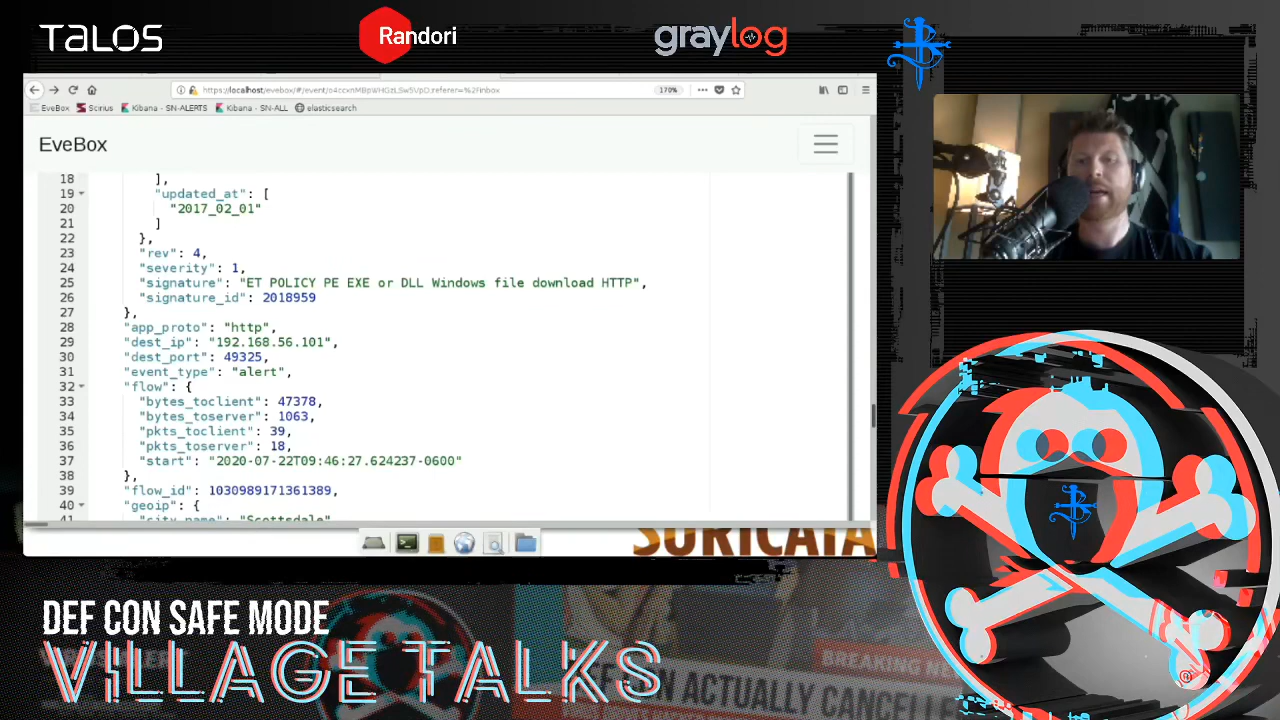 TALOS
Randori
graylog
https://localhost/evebox/#/event/
170%
EveBox Scirius Kibana - SN-ALERTS Kibana - SN-ALL elasticsearch
EveBox
18 ],
19 "updated_at": [
20 "2017_02_01"
21 ]
22 },
23 "rev": 4,
24 "severity": 1,
25 "signature": "ET POLICY PE EXE or DLL Windows file download HTTP",
26 "signature_id": 2018959
27 },
28 "app_proto": "http",
29 "dest_ip": "192.168.56.101",
30 "dest_port": 49325,
31 "event_type": "alert",
32 "flow": {
33 "bytes_toclient": 47378,
34 "bytes_toserver": 1063,
35 "pkts_toclient": 39,
36 "pkts_toserver": 18,
37 "start": "2020-07-22T09:46:27.624237-0600"
38 },
39 "flow_id": 1030989171361389,
40 "geoip": {
41 "city_name": "Scottsdale"
SURICATA
DEF CON SAFE MODE
VILLAGE TALKS
BREAKING NE
DEF CON ACTUALLY CANCELLE